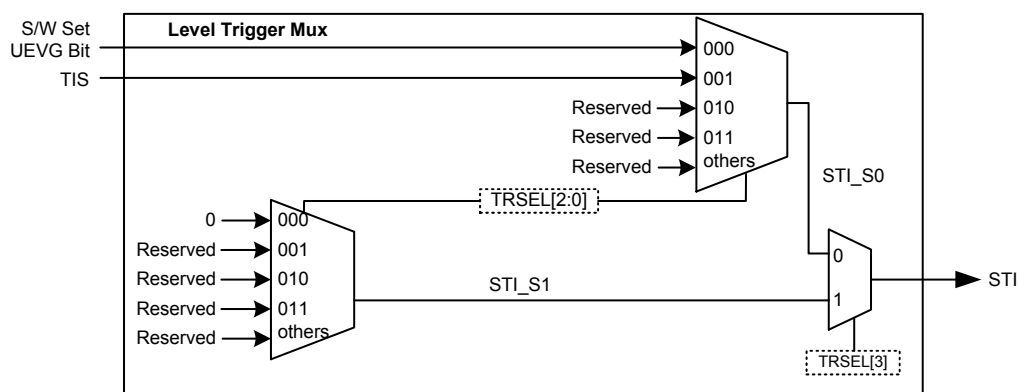 S/W Set
UEVG Bit
TIS
Level Trigger Mux
000
001
Reserved
010
Reserved
011
Reserved
others
STI_S0
TRSEL[2:0]
0
000
Reserved
001
Reserved
010
Reserved
011
Reserved
others
STI_S1
0
1
STI
TRSEL[3]